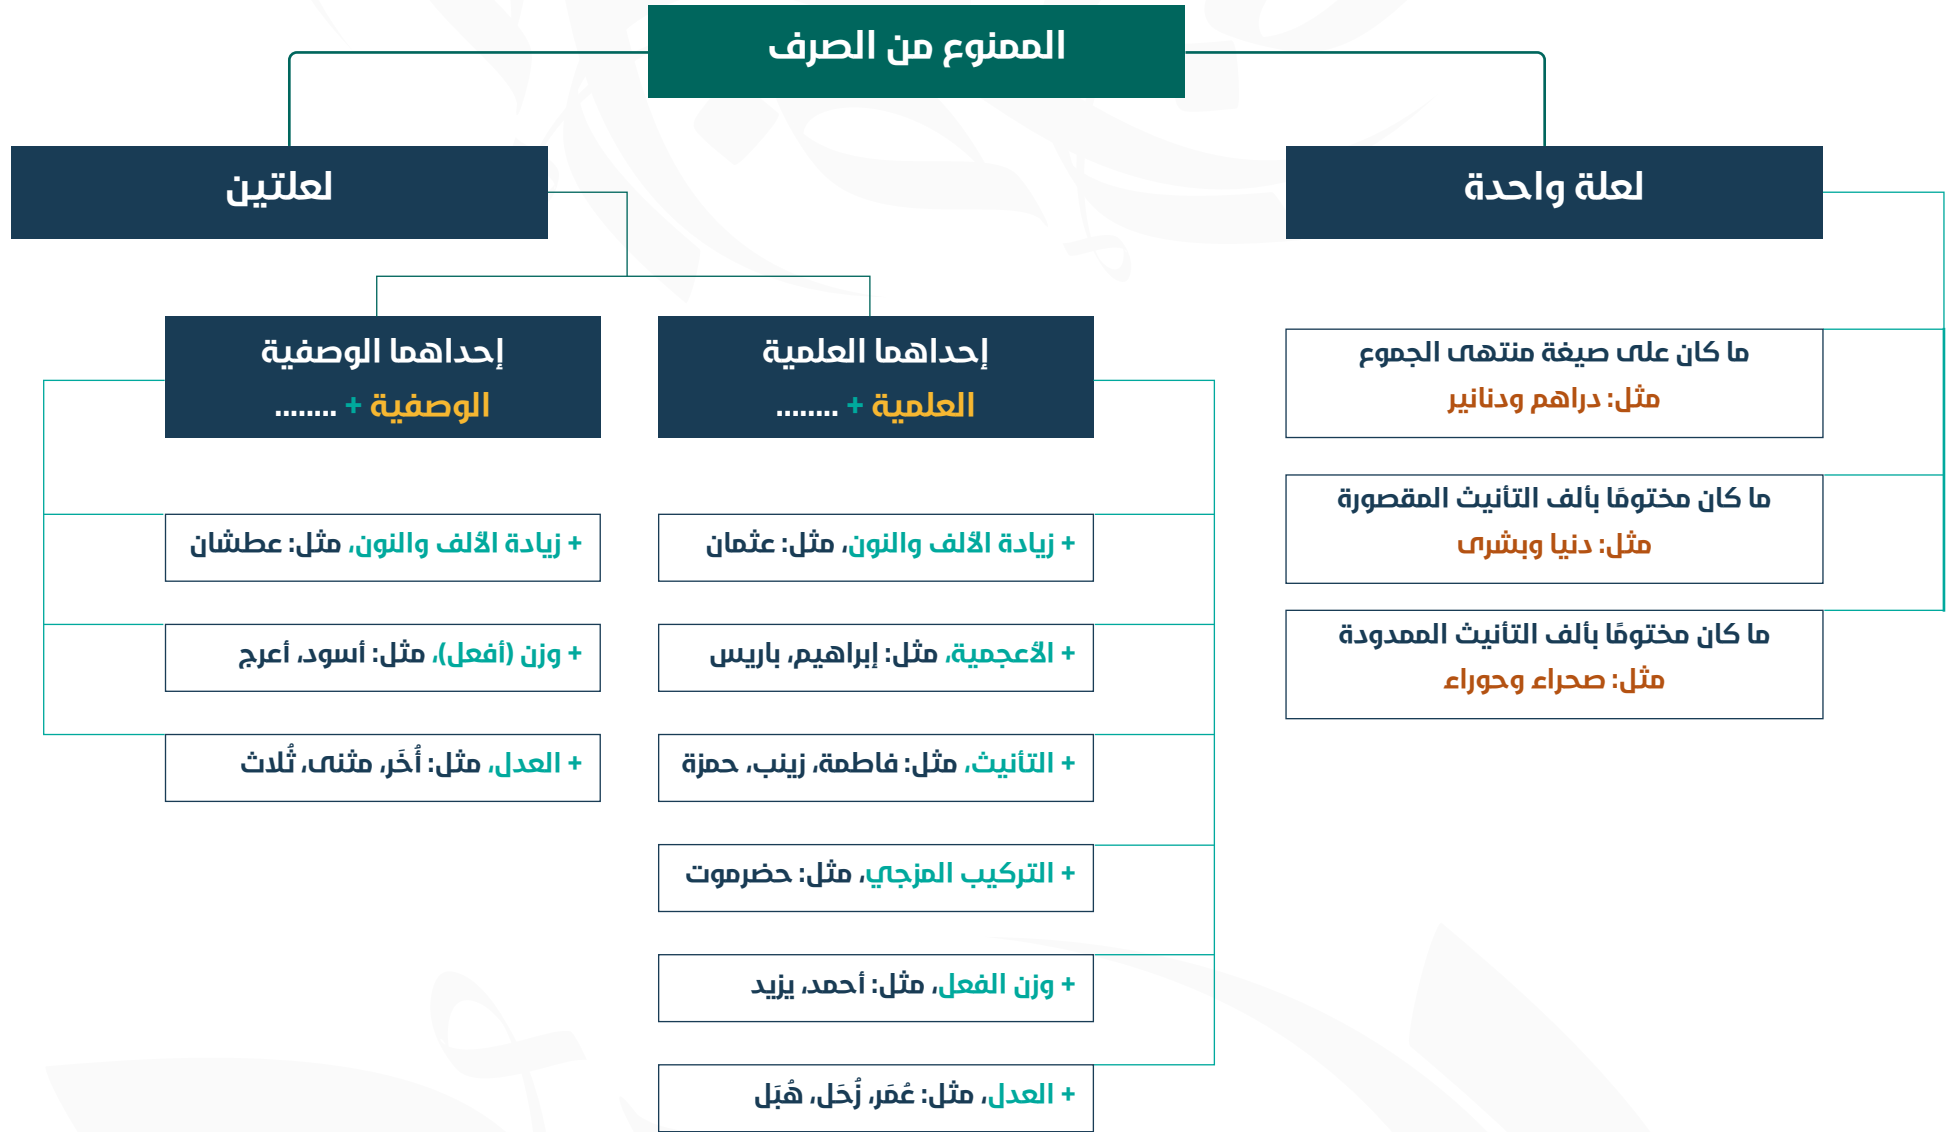 الممنوع من الصرف
لعلة واحدة
ما كان على صيغة منتهى الجموع
مثل: دراهم ودنانير
ما كان مختومًا بألف التأنيث المقصورة
مثل: دنيا وبشرى
ما كان مختومًا بألف التأنيث الممدودة
مثل: صحراء وحوراء
لعلتين
إحداهما العلمية
العلمية + ........
+ زيادة الألف والنون، مثل: عثمان
+ الأعجمية، مثل: إبراهيم، باريس
+ التأنيث، مثل: فاطمة، زينب، حمزة
+ التركيب المزجي، مثل: حضرموت
+ وزن الفعل، مثل: أحمد، يزيد
+ العدل، مثل: عُمَر، زُحَل، هُبَل
إحداهما الوصفية
الوصفية + ........
+ زيادة الألف والنون، مثل: عطشان
+ وزن (أفعل)، مثل: أسود، أعرج
+ العدل، مثل: أُخَر، مثنى، ثُلاث